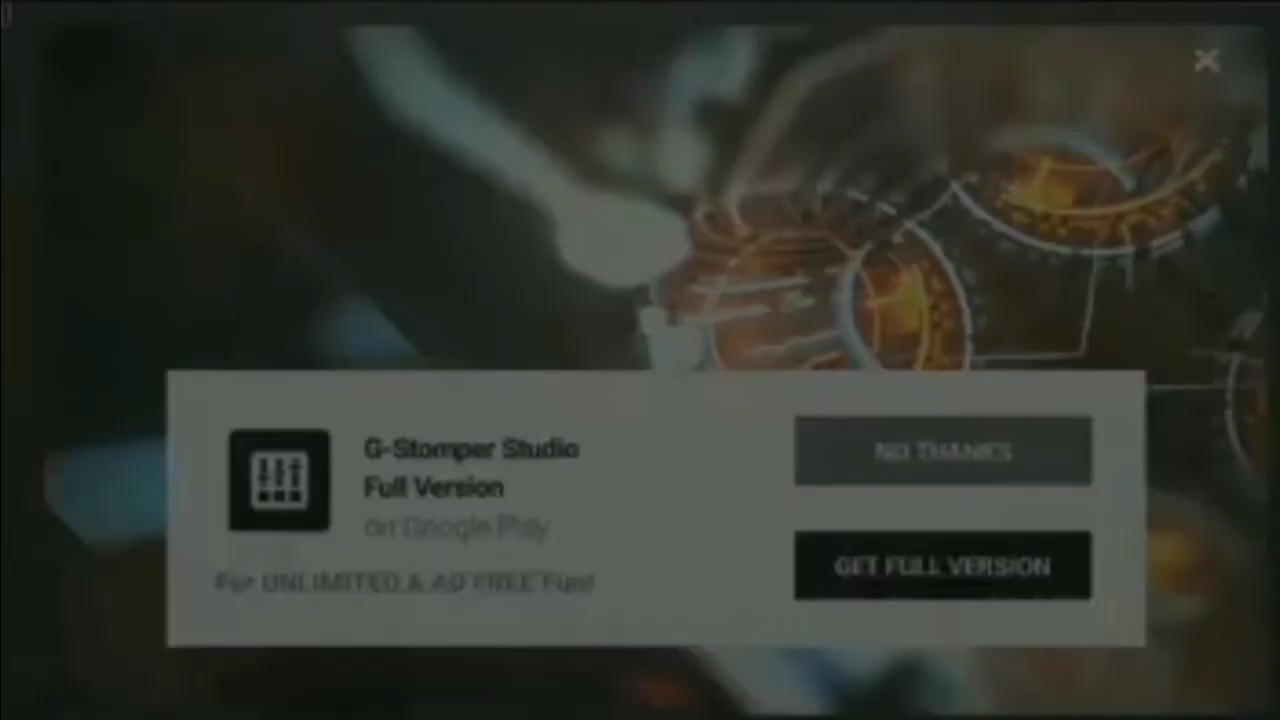 G-Stomper Studio
Full Version
on Google Play
For UNLIMITED & AD FREE Fun!
NO THANKS
GET FULL VERSION